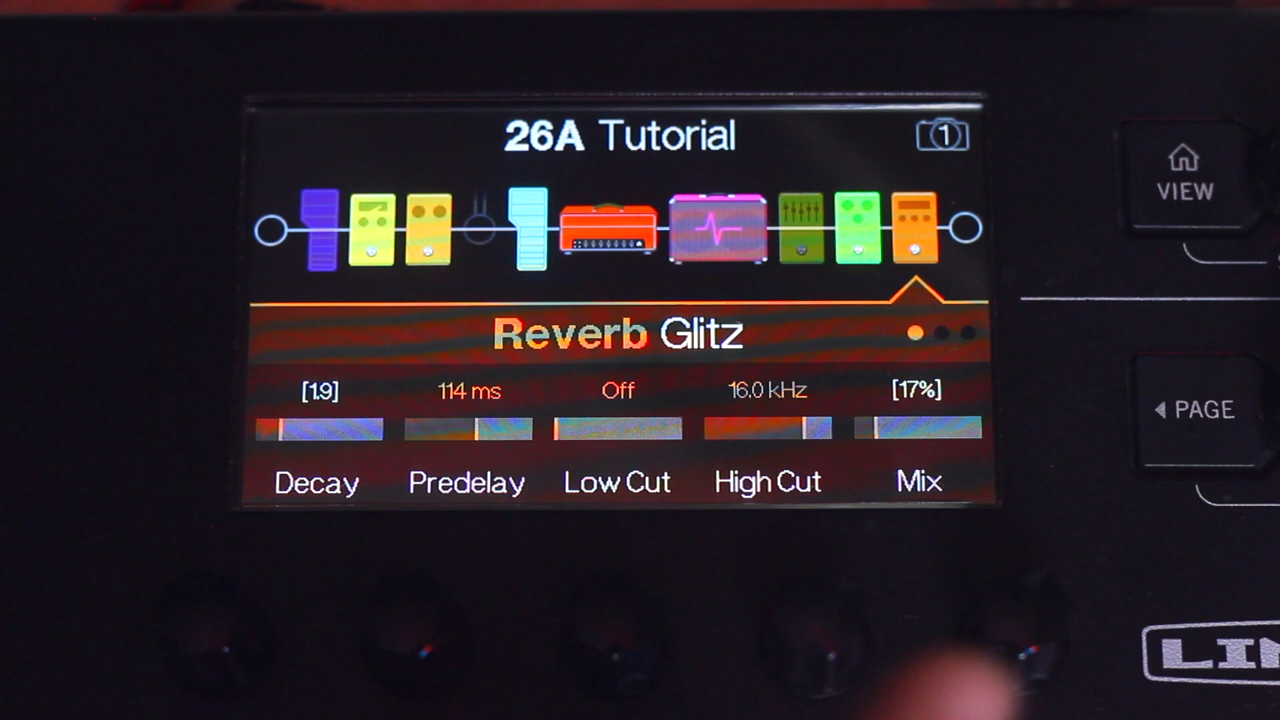 26A Tutorial
1
VIEW
Reverb Glitz
[1.9] 114 ms Off 16.0 kHz [17%]
Decay Predelay Low Cut High Cut Mix
PAGE